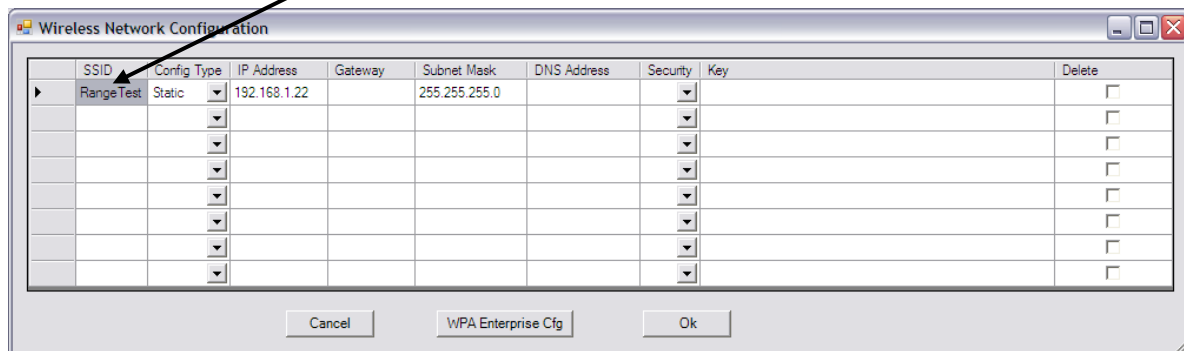 Wireless Network Configuration
SSID Config Type IP Address Gateway Subnet Mask DNS Address Security Key Delete
RangeTest Static 192.168.1.22 255.255.255.0
Cancel WPA Enterprise Cfg Ok